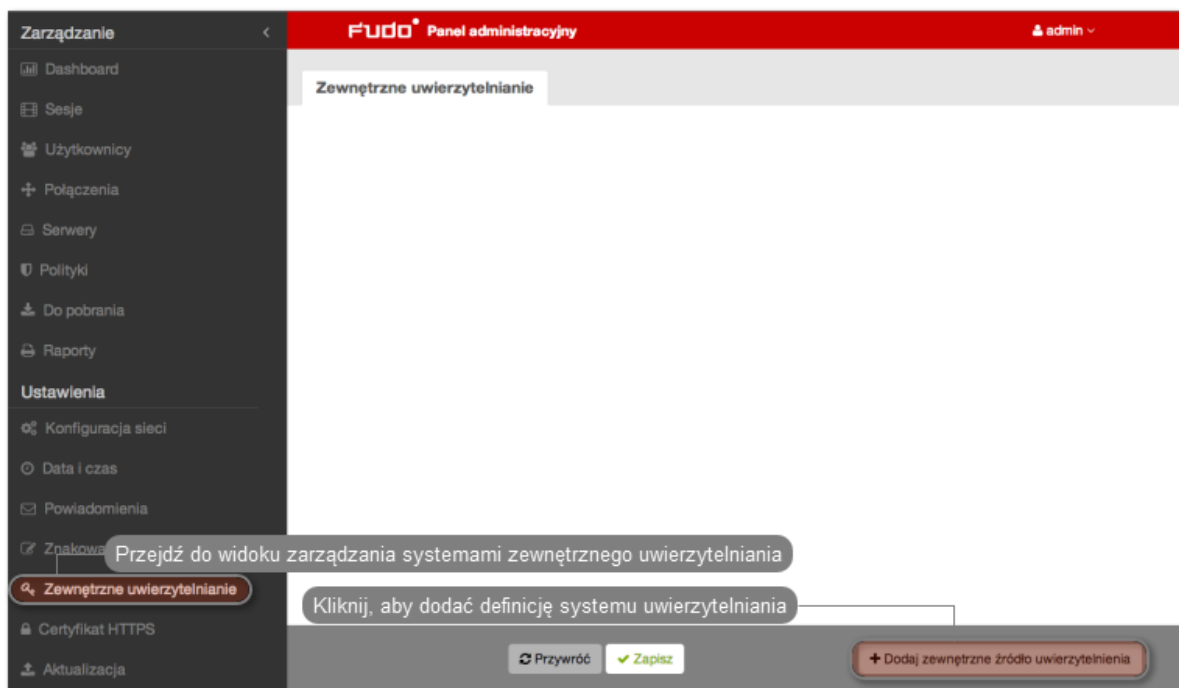 Zarządzanie
FUDO Panel administracyjny
admin
Dashboard
Zewnętrzne uwierzytelnianie
Sesje
Użytkownicy
Połączenia
Serwery
Polityki
Do pobrania
Raporty
Ustawienia
Konfiguracja sieci
Data i czas
Powiadomienia
Przejdź do widoku zarządzania systemami zewnętrznego uwierzytelniania
Zewnętrzne uwierzytelnianie
Kliknij, aby dodać definicję systemu uwierzytelniania
Certyfikat HTTPS
Przywróć
Zapisz
+ Dodaj zewnętrzne źródło uwierzytelnienia
Aktualizacja